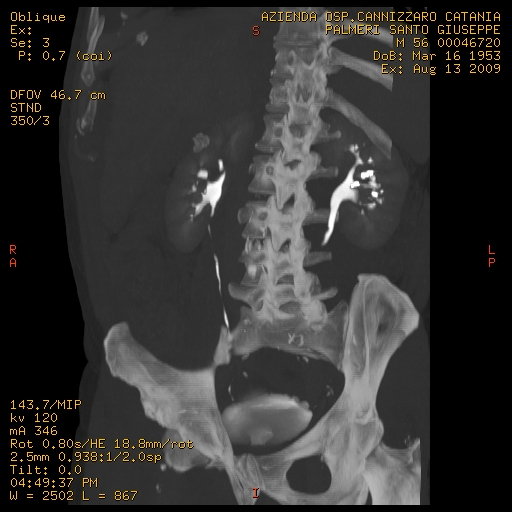 Oblique
Ex:
Se: 3
P: 0.7 (coi)
DFOV 46.7 cm
STND
350/3
AZIENDA OSP.CANNIZZARO CATANIA
PALMERI SANTO GIUSEPPE
M 56 00046720
DoB: Mar 16 1953
Ex: Aug 13 2009
S
R
A
L
P
143.7/MIP
kv 120
mA 346
Rot 0.80s/HE 18.8mm/rot
2.5mm 0.938:1/2.0sp
Tilt: 0.0
04:49:37 PM
W = 2502 L = 867
I